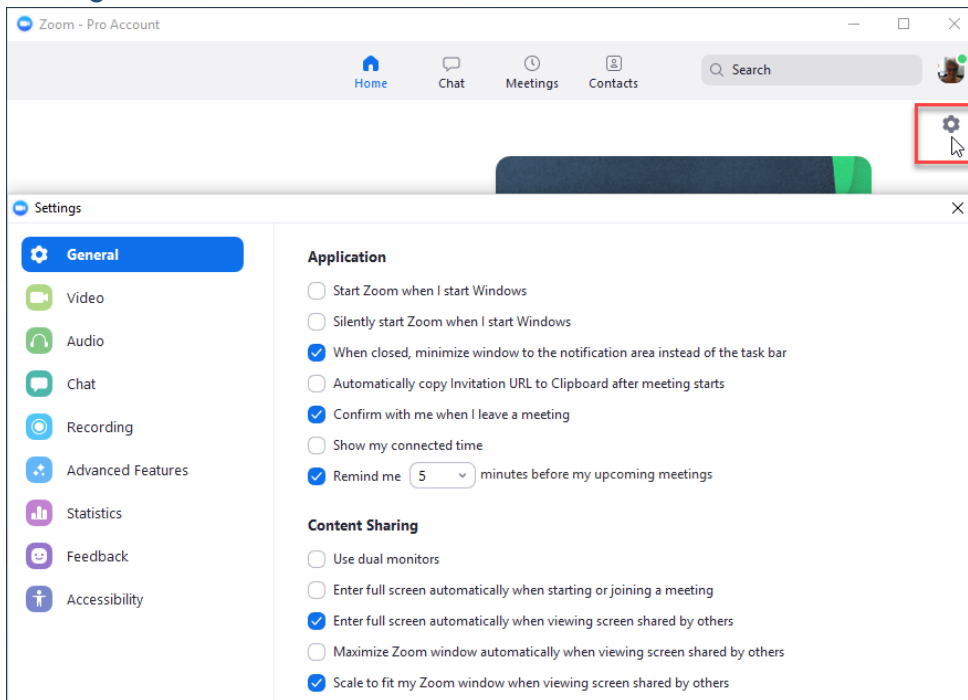 Zoom - Pro Account
Home Chat Meetings Contacts Search
Settings
General
Video
Audio
Chat
Recording
Advanced Features
Statistics
Feedback
Accessibility
Application
Start Zoom when I start Windows
Silently start Zoom when I start Windows
When closed, minimize window to the notification area instead of the task bar
Automatically copy Invitation URL to Clipboard after meeting starts
Confirm with me when I leave a meeting
Show my connected time
Remind me 5 minutes before my upcoming meetings
Content Sharing
Use dual monitors
Enter full screen automatically when starting or joining a meeting
Enter full screen automatically when viewing screen shared by others
Maximize Zoom window automatically when viewing screen shared by others
Scale to fit my Zoom window when viewing screen shared by others